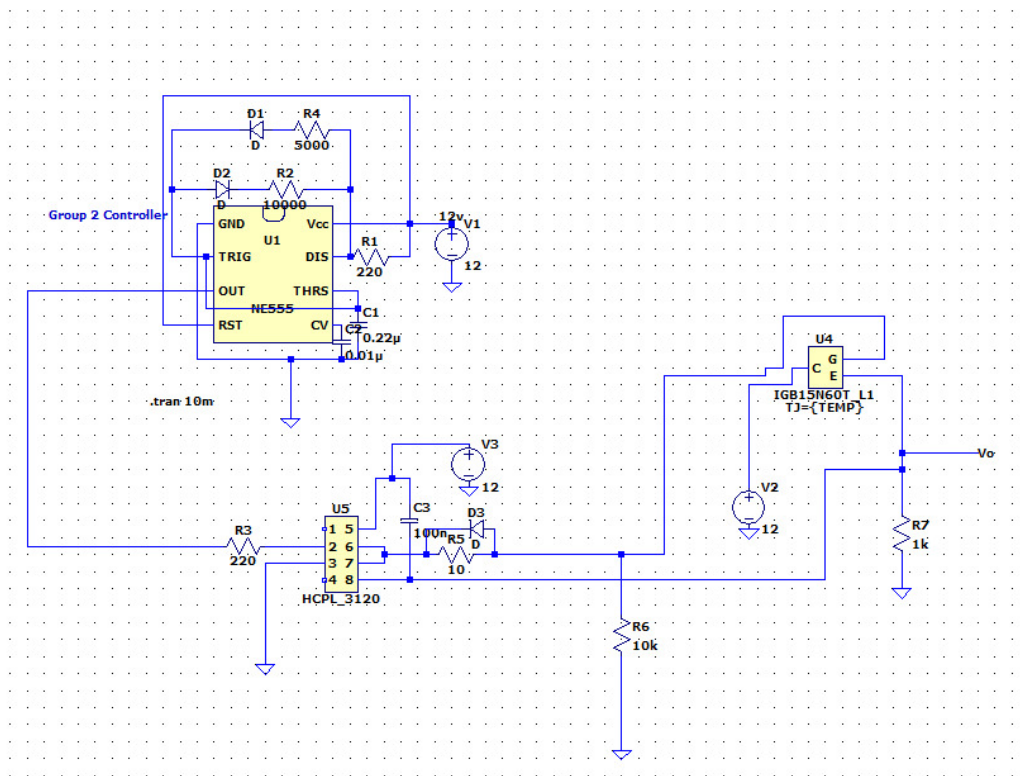 D1
R4
D
5000
D2
R2
D
10000
Group 2 Controller
GND
Vcc
U1
TRIG
DIS
OUT
THRS
NE555
RST
CV
R1
220
12v
V1
12
C1
0.22µ
C2
0.01µ
.tran 10m
U4
G
C
E
IGB15N60T_L1
TJ={TEMP}
Vo
V3
12
V2
12
U5
1 5
2 6
3 7
4 8
HCPL_3120
R3
220
C3
100n
D3
D
R5
10
R7
1k
R6
10k